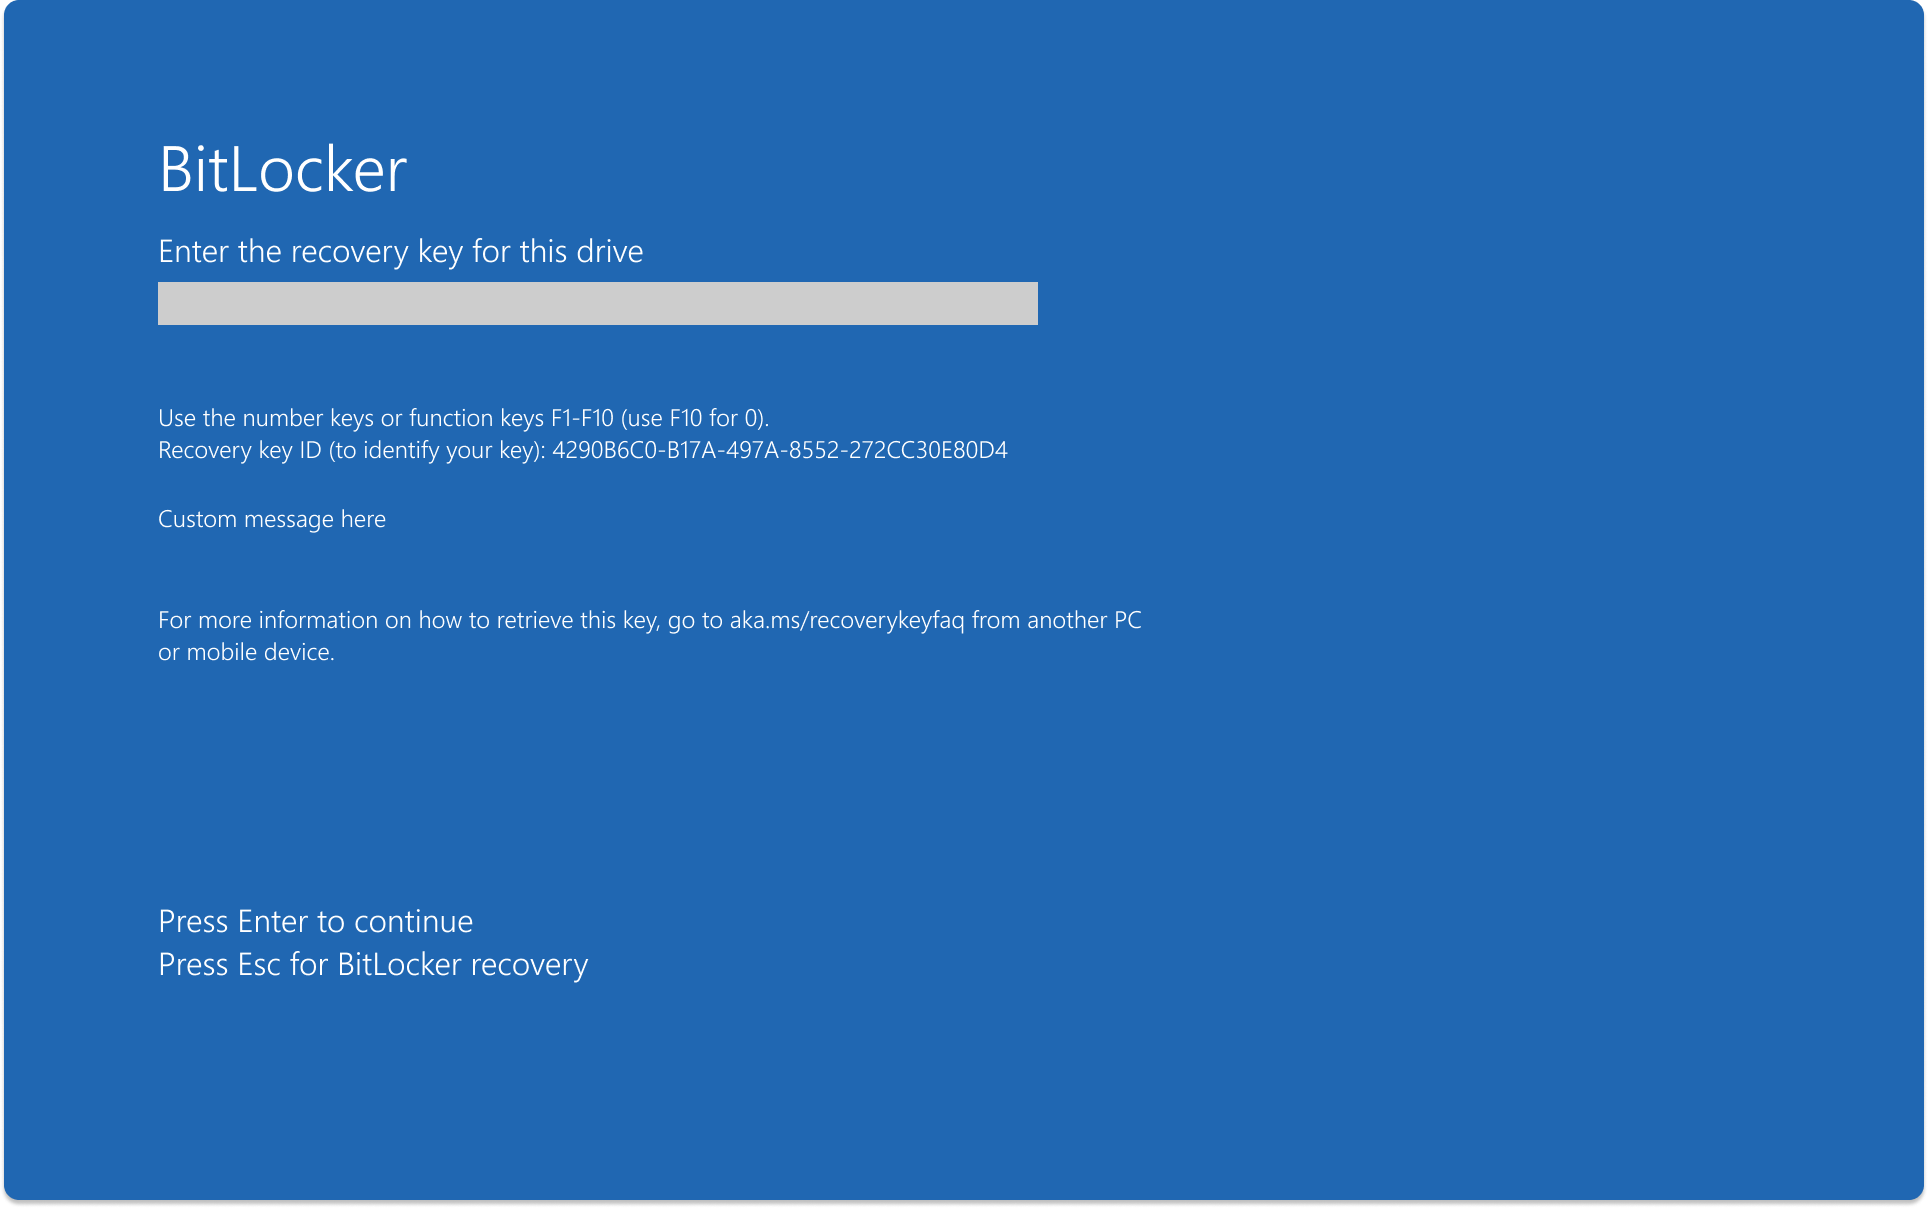 BitLocker
Enter the recovery key for this drive
Use the number keys or function keys F1-F10 (use F10 for 0).
Recovery key ID (to identify your key): 4290B6C0-B17A-497A-8552-272CC30E80D4
Custom message here
For more information on how to retrieve this key, go to aka.ms/recoverykeyfaq from another PC
or mobile device.
Press Enter to continue
Press Esc for BitLocker recovery